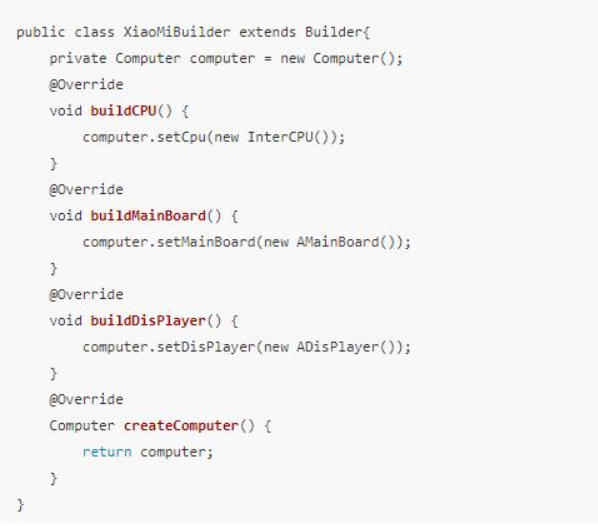 public class XiaoMiBuilder extends Builder{
    private Computer computer = new Computer();
    @Override
    void buildCPU() {
        computer.setCpu(new InterCPU());
    }
    @Override
    void buildMainBoard() {
        computer.setMainBoard(new AMainBoard());
    }
    @Override
    void buildDisPlayer() {
        computer.setDisPlayer(new ADisPlayer());
    }
    @Override
    Computer createComputer() {
        return computer;
    }
}